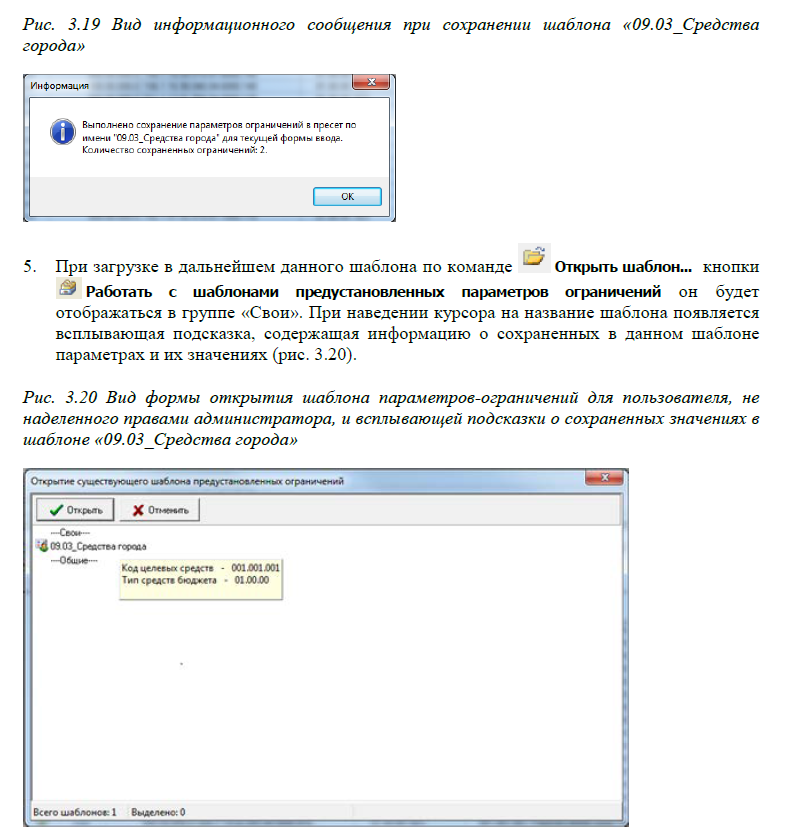 Рис. 3.19 Вид информационного сообщения при сохранении шаблона «09.03_Средства
города»
Информация
Выполнено сохранение параметров ограничений в пресет по
имени "09.03_Средства города" для текущей формы ввода.
Количество сохраненных ограничений: 2.
OK
5. При загрузке в дальнейшем данного шаблона по команде Открыть шаблон... кнопки
Работать с шаблонами предустановленных параметров ограничений он будет
отображаться в группе «Свои». При наведении курсора на название шаблона появляется
всплывающая подсказка, содержащая информацию о сохраненных в данном шаблоне
параметрах и их значениях (рис. 3.20).
Рис. 3.20 Вид формы открытия шаблона параметров-ограничений для пользователя, не
наделенного правами администратора, и всплывающей подсказки о сохраненных значениях в
шаблоне «09.03_Средства города»
Открытие существующего шаблона предустановленных ограничений
Открыть Отменить
---Свои---
09.03_Средства города
---Общие---
Код целевых средств - 001.001.001
Тип средств бюджета - 01.00.00
Всего шаблонов: 1 Выделено: 0